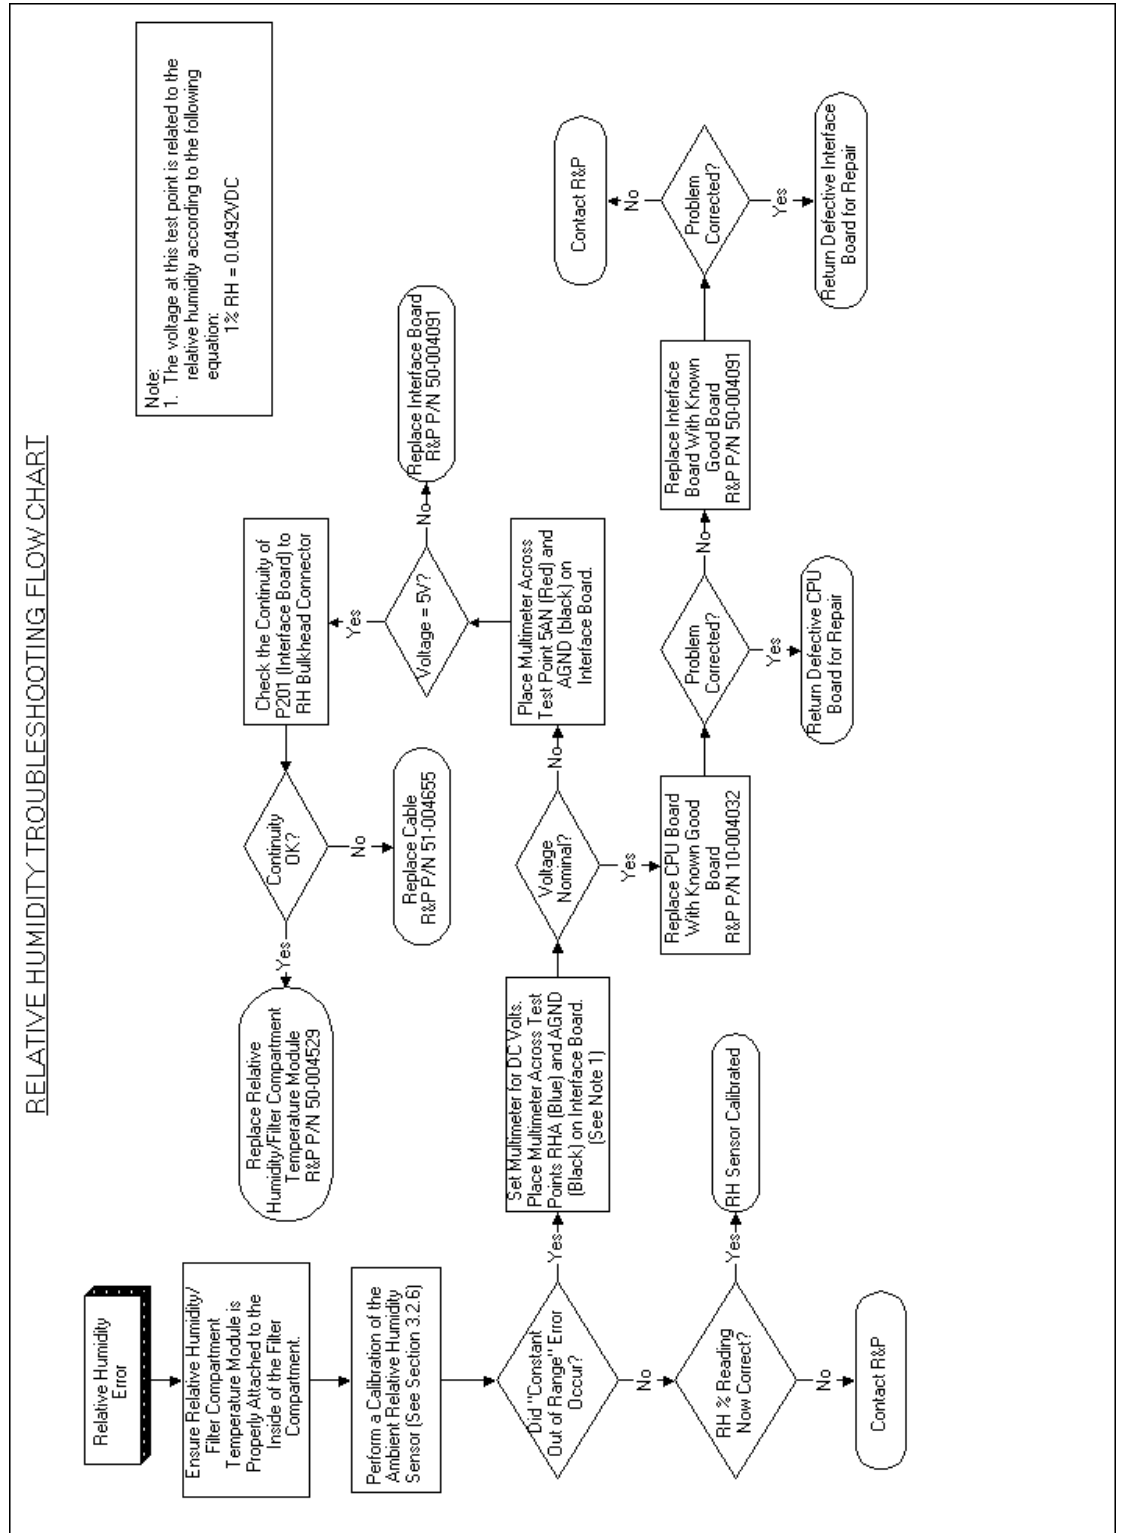 RELATIVE HUMIDITY TROUBLESHOOTING FLOW CHART
Relative Humidity
Error
Ensure Relative Humidity/
Filter Compartment
Temperature Module is
Properly Attached to the
Inside of the Filter
Compartment.
Perform a Calibration of the
Ambient Relative Humidity
Sensor (See Section 3.2.6)
Did "Constant
Out of Range" Error
Occur?
Yes
No
RH % Reading
Now Correct?
Yes
RH Sensor Calibrated
No
Contact R&P
Set Multimeter for DC Volts.
Place Multimeter Across Test
Points RHA (Blue) and AGND
(Black) on Interface Board.
(See Note 1)
Voltage
Nominal?
No
Yes
Place Multimeter Across
Test Point 5AN (Red) and
AGND (black) on
Interface Board.
Voltage = 5V?
No
Replace Interface Board
R&P P/N 50-004091
Yes
Check the Continuity of
P201 (Interface Board) to
RH Bulkhead Connector
Continuity
OK?
No
Replace Cable
R&P P/N 51-004655
Yes
Replace Relative
Humidity/Filter Compartment
Temperature Module
R&P P/N 50-004529
Replace CPU Board
With Known Good
Board
R&P P/N 10-004032
Problem
Corrected?
Yes
Return Defective CPU
Board for Repair
No
Replace Interface
Board With Known
Good Board
R&P P/N 50-004091
Problem
Corrected?
No
Contact R&P
Yes
Return Defective Interface
Board for Repair
Note:
1. The voltage at this test point is related to the
relative humidity according to the following
equation:
1% RH = 0.0492VDC